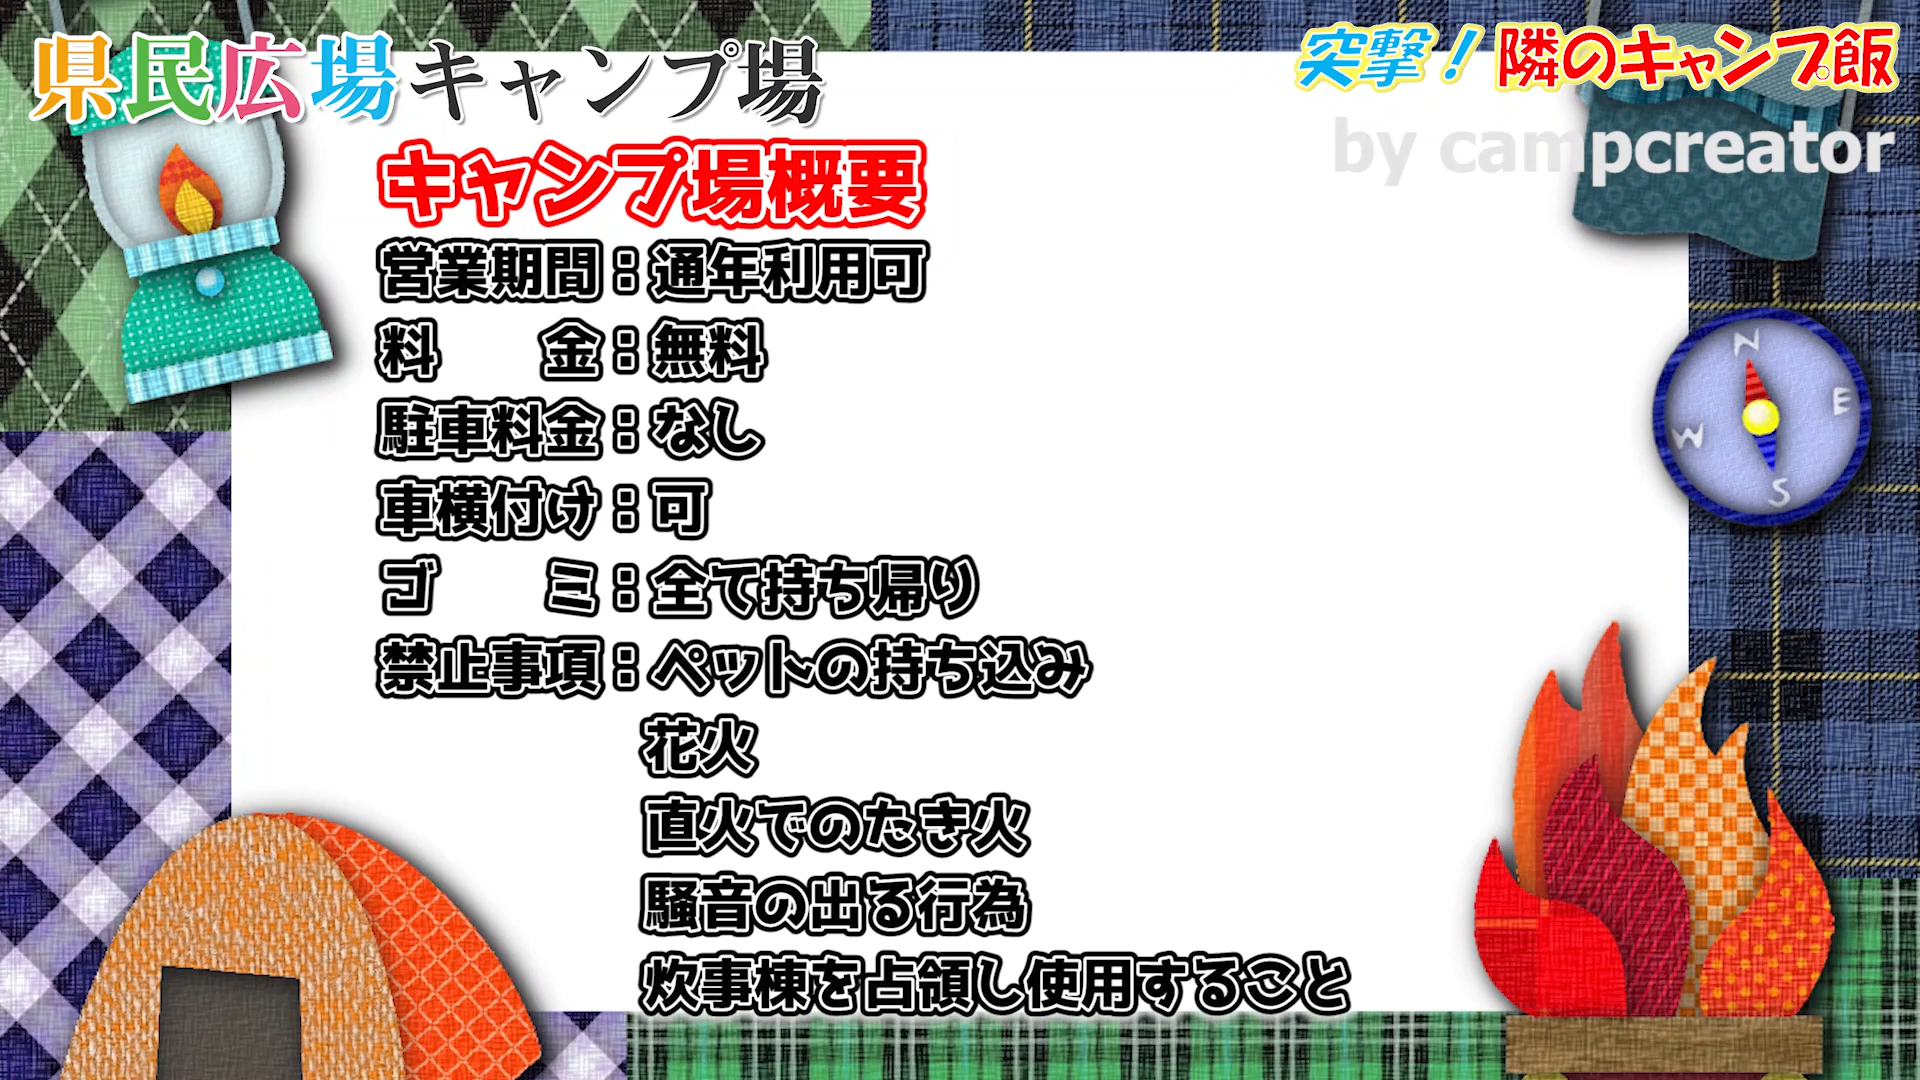 県民広場キャンプ場
突撃！隣のキャンプ飯
by campcreator
キャンプ場概要
営業期間：通年利用可
料　　金：無料
駐車料金：なし
車横付け：可
ゴ　　ミ：全て持ち帰り
禁止事項：ペットの持ち込み
花火
直火でのたき火
騒音の出る行為
炊事棟を占領し使用すること
N
E
W
S